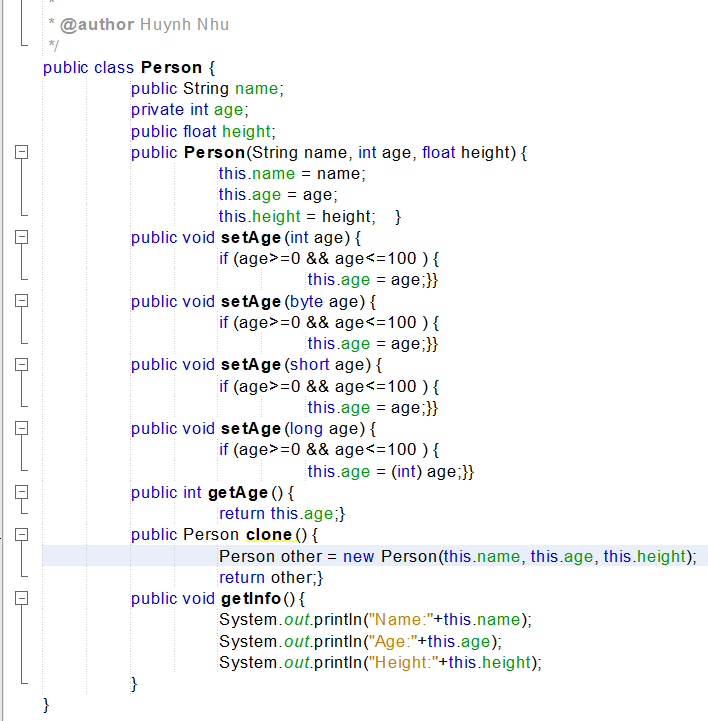 *
* @author Huynh Nhu
*/
public class Person {
public String name;
private int age;
public float height;
public Person(String name, int age, float height) {
this.name = name;
this.age = age;
this.height = height;    }
public void setAge(int age) {
if (age>=0 && age<=100 ) {
this.age = age;}}
public void setAge(byte age) {
if (age>=0 && age<=100 ) {
this.age = age;}}
public void setAge(short age) {
if (age>=0 && age<=100 ) {
this.age = age;}}
public void setAge(long age) {
if (age>=0 && age<=100 ) {
this.age = (int) age;}}
public int getAge() {
return this.age;}
public Person clone() {
Person other = new Person(this.name, this.age, this.height);
return other;}
public void getInfo(){
System.out.println("Name:"+this.name);
System.out.println("Age:"+this.age);
System.out.println("Height:"+this.height);
}
}